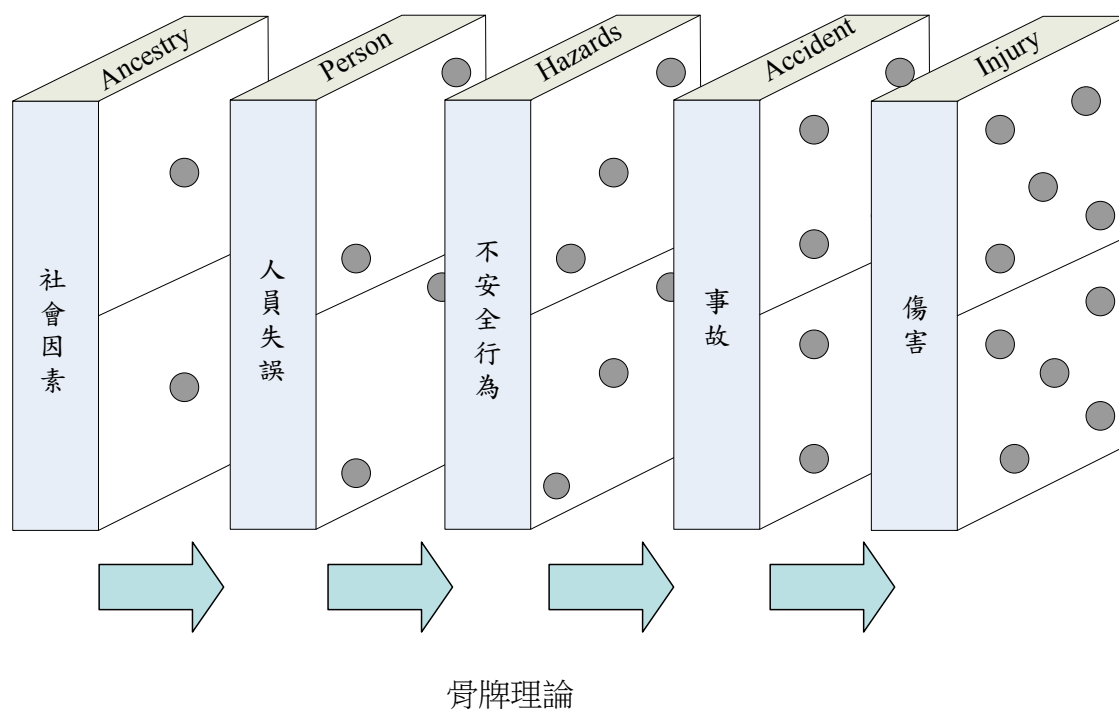 Ancestry
Person
Hazards
Accident
Injury
社會因素
人員失誤
不安全行為
事故
傷害
骨牌理論